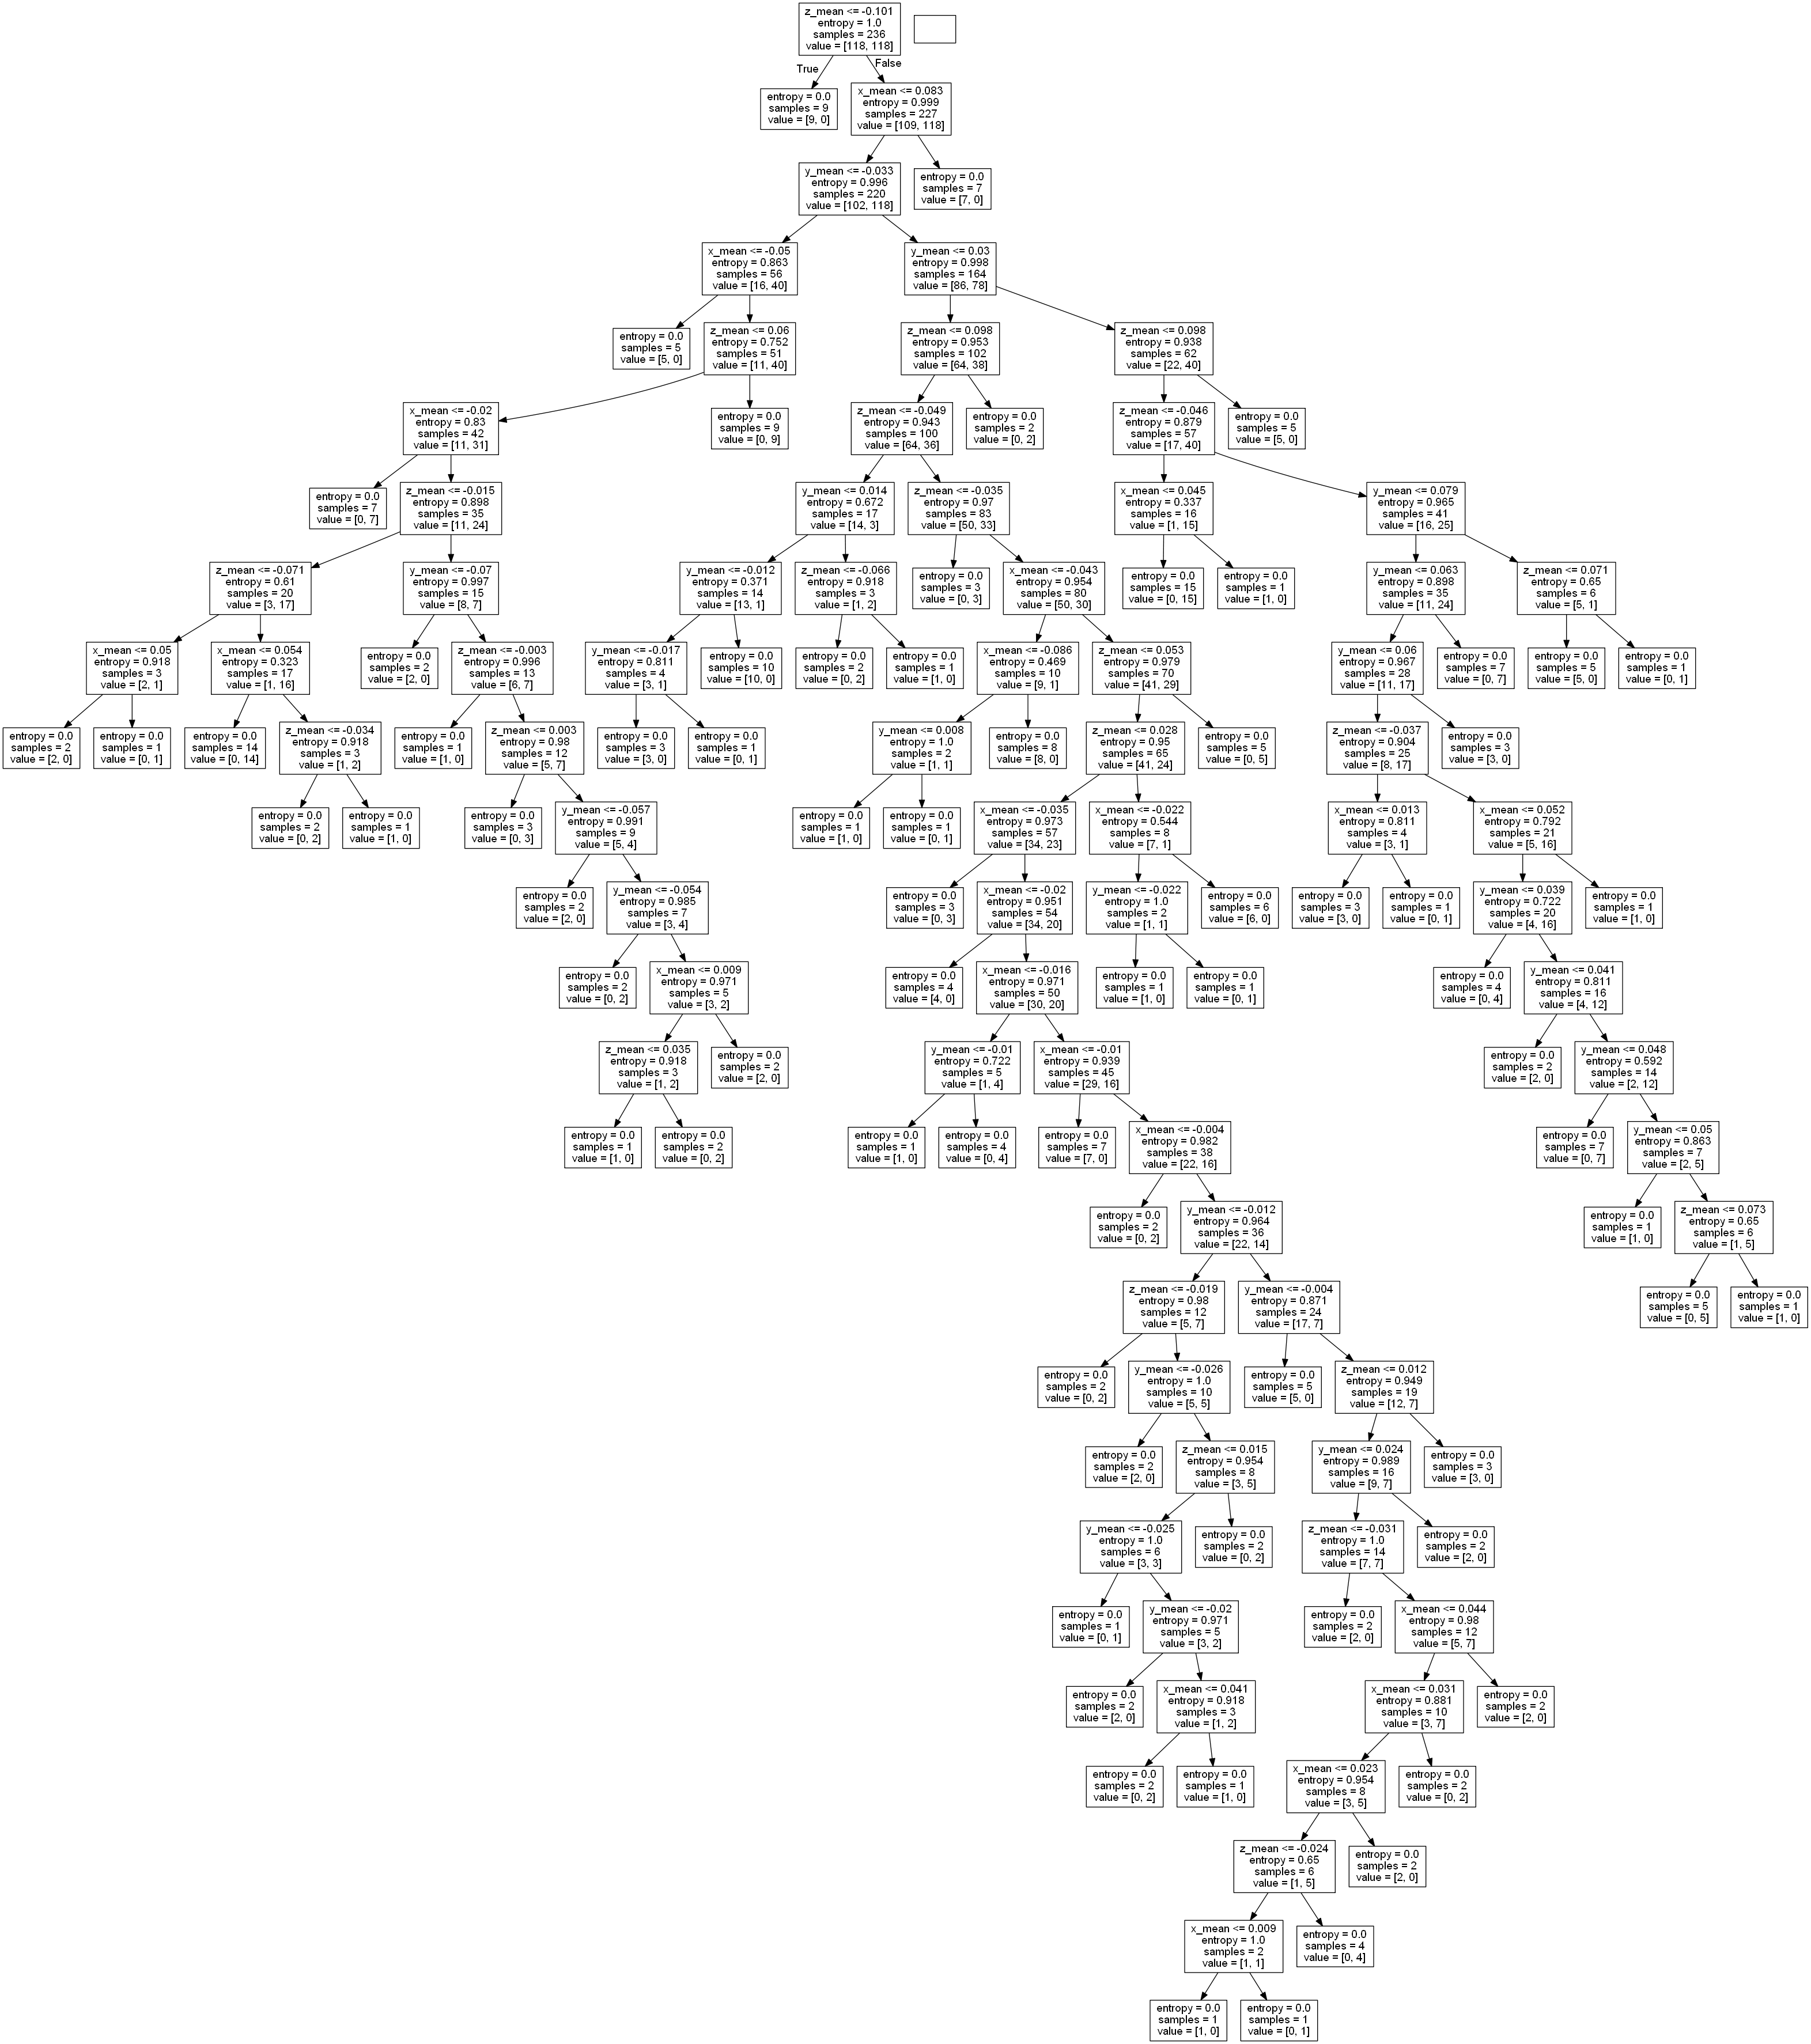 z_mean <= -0.101
entropy = 1.0
samples = 236
value = [118, 118]
True
False
entropy = 0.0
samples = 9
value = [9, 0]
x_mean <= 0.083
entropy = 0.999
samples = 227
value = [109, 118]
y_mean <= -0.033
entropy = 0.996
samples = 220
value = [102, 118]
entropy = 0.0
samples = 7
value = [7, 0]
x_mean <= -0.05
entropy = 0.863
samples = 56
value = [16, 40]
y_mean <= 0.03
entropy = 0.998
samples = 164
value = [86, 78]
entropy = 0.0
samples = 5
value = [5, 0]
z_mean <= 0.06
entropy = 0.752
samples = 51
value = [11, 40]
z_mean <= 0.098
entropy = 0.953
samples = 102
value = [64, 38]
z_mean <= 0.098
entropy = 0.938
samples = 62
value = [22, 40]
x_mean <= -0.02
entropy = 0.83
samples = 42
value = [11, 31]
entropy = 0.0
samples = 9
value = [0, 9]
z_mean <= -0.049
entropy = 0.943
samples = 100
value = [64, 36]
entropy = 0.0
samples = 2
value = [0, 2]
z_mean <= -0.046
entropy = 0.879
samples = 57
value = [17, 40]
entropy = 0.0
samples = 5
value = [5, 0]
entropy = 0.0
samples = 7
value = [0, 7]
z_mean <= -0.015
entropy = 0.898
samples = 35
value = [11, 24]
y_mean <= 0.014
entropy = 0.672
samples = 17
value = [14, 3]
z_mean <= -0.035
entropy = 0.97
samples = 83
value = [50, 33]
x_mean <= 0.045
entropy = 0.337
samples = 16
value = [1, 15]
y_mean <= 0.079
entropy = 0.965
samples = 41
value = [16, 25]
z_mean <= -0.071
entropy = 0.61
samples = 20
value = [3, 17]
y_mean <= -0.07
entropy = 0.997
samples = 15
value = [8, 7]
y_mean <= -0.012
entropy = 0.371
samples = 14
value = [13, 1]
z_mean <= -0.066
entropy = 0.918
samples = 3
value = [1, 2]
entropy = 0.0
samples = 3
value = [0, 3]
x_mean <= -0.043
entropy = 0.954
samples = 80
value = [50, 30]
entropy = 0.0
samples = 15
value = [0, 15]
entropy = 0.0
samples = 1
value = [1, 0]
y_mean <= 0.063
entropy = 0.898
samples = 35
value = [11, 24]
z_mean <= 0.071
entropy = 0.65
samples = 6
value = [5, 1]
x_mean <= 0.05
entropy = 0.918
samples = 3
value = [2, 1]
x_mean <= 0.054
entropy = 0.323
samples = 17
value = [1, 16]
entropy = 0.0
samples = 2
value = [2, 0]
z_mean <= -0.003
entropy = 0.996
samples = 13
value = [6, 7]
y_mean <= -0.017
entropy = 0.811
samples = 4
value = [3, 1]
entropy = 0.0
samples = 10
value = [10, 0]
entropy = 0.0
samples = 2
value = [0, 2]
entropy = 0.0
samples = 1
value = [1, 0]
x_mean <= -0.086
entropy = 0.469
samples = 10
value = [9, 1]
z_mean <= 0.053
entropy = 0.979
samples = 70
value = [41, 29]
y_mean <= 0.06
entropy = 0.967
samples = 28
value = [11, 17]
entropy = 0.0
samples = 7
value = [0, 7]
entropy = 0.0
samples = 5
value = [5, 0]
entropy = 0.0
samples = 1
value = [0, 1]
entropy = 0.0
samples = 2
value = [2, 0]
entropy = 0.0
samples = 1
value = [0, 1]
entropy = 0.0
samples = 14
value = [0, 14]
z_mean <= -0.034
entropy = 0.918
samples = 3
value = [1, 2]
entropy = 0.0
samples = 1
value = [1, 0]
z_mean <= 0.003
entropy = 0.98
samples = 12
value = [5, 7]
entropy = 0.0
samples = 3
value = [3, 0]
entropy = 0.0
samples = 1
value = [0, 1]
y_mean <= 0.008
entropy = 1.0
samples = 2
value = [1, 1]
entropy = 0.0
samples = 8
value = [8, 0]
z_mean <= 0.028
entropy = 0.95
samples = 65
value = [41, 24]
entropy = 0.0
samples = 5
value = [0, 5]
z_mean <= -0.037
entropy = 0.904
samples = 25
value = [8, 17]
entropy = 0.0
samples = 3
value = [3, 0]
entropy = 0.0
samples = 2
value = [0, 2]
entropy = 0.0
samples = 1
value = [1, 0]
entropy = 0.0
samples = 3
value = [0, 3]
y_mean <= -0.057
entropy = 0.991
samples = 9
value = [5, 4]
entropy = 0.0
samples = 1
value = [1, 0]
entropy = 0.0
samples = 1
value = [0, 1]
x_mean <= -0.035
entropy = 0.973
samples = 57
value = [34, 23]
x_mean <= -0.022
entropy = 0.544
samples = 8
value = [7, 1]
x_mean <= 0.013
entropy = 0.811
samples = 4
value = [3, 1]
x_mean <= 0.052
entropy = 0.792
samples = 21
value = [5, 16]
entropy = 0.0
samples = 2
value = [2, 0]
y_mean <= -0.054
entropy = 0.985
samples = 7
value = [3, 4]
entropy = 0.0
samples = 3
value = [0, 3]
x_mean <= -0.02
entropy = 0.951
samples = 54
value = [34, 20]
y_mean <= -0.022
entropy = 1.0
samples = 2
value = [1, 1]
entropy = 0.0
samples = 6
value = [6, 0]
entropy = 0.0
samples = 3
value = [3, 0]
entropy = 0.0
samples = 1
value = [0, 1]
y_mean <= 0.039
entropy = 0.722
samples = 20
value = [4, 16]
entropy = 0.0
samples = 1
value = [1, 0]
entropy = 0.0
samples = 2
value = [0, 2]
x_mean <= 0.009
entropy = 0.971
samples = 5
value = [3, 2]
entropy = 0.0
samples = 4
value = [4, 0]
x_mean <= -0.016
entropy = 0.971
samples = 50
value = [30, 20]
entropy = 0.0
samples = 1
value = [1, 0]
entropy = 0.0
samples = 1
value = [0, 1]
entropy = 0.0
samples = 4
value = [0, 4]
y_mean <= 0.041
entropy = 0.811
samples = 16
value = [4, 12]
z_mean <= 0.035
entropy = 0.918
samples = 3
value = [1, 2]
entropy = 0.0
samples = 2
value = [2, 0]
y_mean <= -0.01
entropy = 0.722
samples = 5
value = [1, 4]
x_mean <= -0.01
entropy = 0.939
samples = 45
value = [29, 16]
entropy = 0.0
samples = 2
value = [2, 0]
y_mean <= 0.048
entropy = 0.592
samples = 14
value = [2, 12]
entropy = 0.0
samples = 1
value = [1, 0]
entropy = 0.0
samples = 2
value = [0, 2]
entropy = 0.0
samples = 1
value = [1, 0]
entropy = 0.0
samples = 4
value = [0, 4]
entropy = 0.0
samples = 7
value = [7, 0]
x_mean <= -0.004
entropy = 0.982
samples = 38
value = [22, 16]
entropy = 0.0
samples = 7
value = [0, 7]
y_mean <= 0.05
entropy = 0.863
samples = 7
value = [2, 5]
entropy = 0.0
samples = 2
value = [0, 2]
y_mean <= -0.012
entropy = 0.964
samples = 36
value = [22, 14]
entropy = 0.0
samples = 1
value = [1, 0]
z_mean <= 0.073
entropy = 0.65
samples = 6
value = [1, 5]
z_mean <= -0.019
entropy = 0.98
samples = 12
value = [5, 7]
y_mean <= -0.004
entropy = 0.871
samples = 24
value = [17, 7]
entropy = 0.0
samples = 5
value = [0, 5]
entropy = 0.0
samples = 1
value = [1, 0]
entropy = 0.0
samples = 2
value = [0, 2]
y_mean <= -0.026
entropy = 1.0
samples = 10
value = [5, 5]
entropy = 0.0
samples = 5
value = [5, 0]
z_mean <= 0.012
entropy = 0.949
samples = 19
value = [12, 7]
entropy = 0.0
samples = 2
value = [2, 0]
z_mean <= 0.015
entropy = 0.954
samples = 8
value = [3, 5]
y_mean <= 0.024
entropy = 0.989
samples = 16
value = [9, 7]
entropy = 0.0
samples = 3
value = [3, 0]
y_mean <= -0.025
entropy = 1.0
samples = 6
value = [3, 3]
entropy = 0.0
samples = 2
value = [0, 2]
z_mean <= -0.031
entropy = 1.0
samples = 14
value = [7, 7]
entropy = 0.0
samples = 2
value = [2, 0]
entropy = 0.0
samples = 1
value = [0, 1]
y_mean <= -0.02
entropy = 0.971
samples = 5
value = [3, 2]
entropy = 0.0
samples = 2
value = [2, 0]
x_mean <= 0.044
entropy = 0.98
samples = 12
value = [5, 7]
entropy = 0.0
samples = 2
value = [2, 0]
x_mean <= 0.041
entropy = 0.918
samples = 3
value = [1, 2]
x_mean <= 0.031
entropy = 0.881
samples = 10
value = [3, 7]
entropy = 0.0
samples = 2
value = [2, 0]
entropy = 0.0
samples = 2
value = [0, 2]
entropy = 0.0
samples = 1
value = [1, 0]
x_mean <= 0.023
entropy = 0.954
samples = 8
value = [3, 5]
entropy = 0.0
samples = 2
value = [0, 2]
z_mean <= -0.024
entropy = 0.65
samples = 6
value = [1, 5]
entropy = 0.0
samples = 2
value = [2, 0]
x_mean <= 0.009
entropy = 1.0
samples = 2
value = [1, 1]
entropy = 0.0
samples = 4
value = [0, 4]
entropy = 0.0
samples = 1
value = [1, 0]
entropy = 0.0
samples = 1
value = [0, 1]